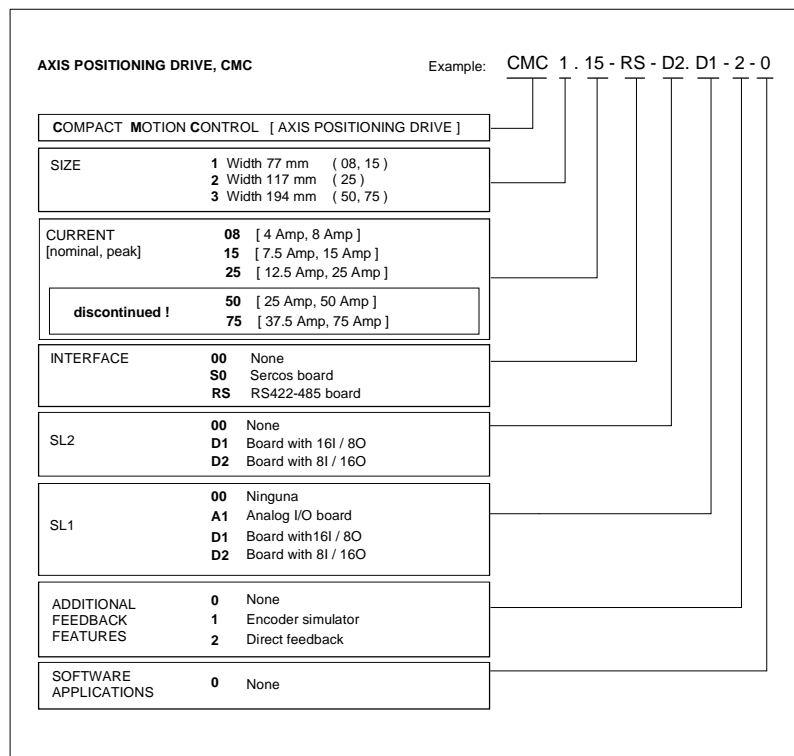 AXIS POSITIONING DRIVE, CMC Example: CMC 1 . 15 - RS - D2. D1 - 2 - 0
COMPACT MOTION CONTROL [ AXIS POSITIONING DRIVE ]
SIZE 1 Width 77 mm ( 08, 15 )
2 Width 117 mm ( 25 )
3 Width 194 mm ( 50, 75 )
CURRENT 08 [ 4 Amp, 8 Amp ]
[nominal, peak] 15 [ 7.5 Amp, 15 Amp ]
25 [ 12.5 Amp, 25 Amp ]
discontinued ! 50 [ 25 Amp, 50 Amp ]
75 [ 37.5 Amp, 75 Amp ]
INTERFACE 00 None
S0 Sercos board
RS RS422-485 board
SL2 00 None
D1 Board with 16I / 8O
D2 Board with 8I / 16O
SL1 00 Ninguna
A1 Analog I/O board
D1 Board with16I / 8O
D2 Board with 8I / 16O
ADDITIONAL 0 None
FEEDBACK 1 Encoder simulator
FEATURES 2 Direct feedback
SOFTWARE 0 None
APPLICATIONS